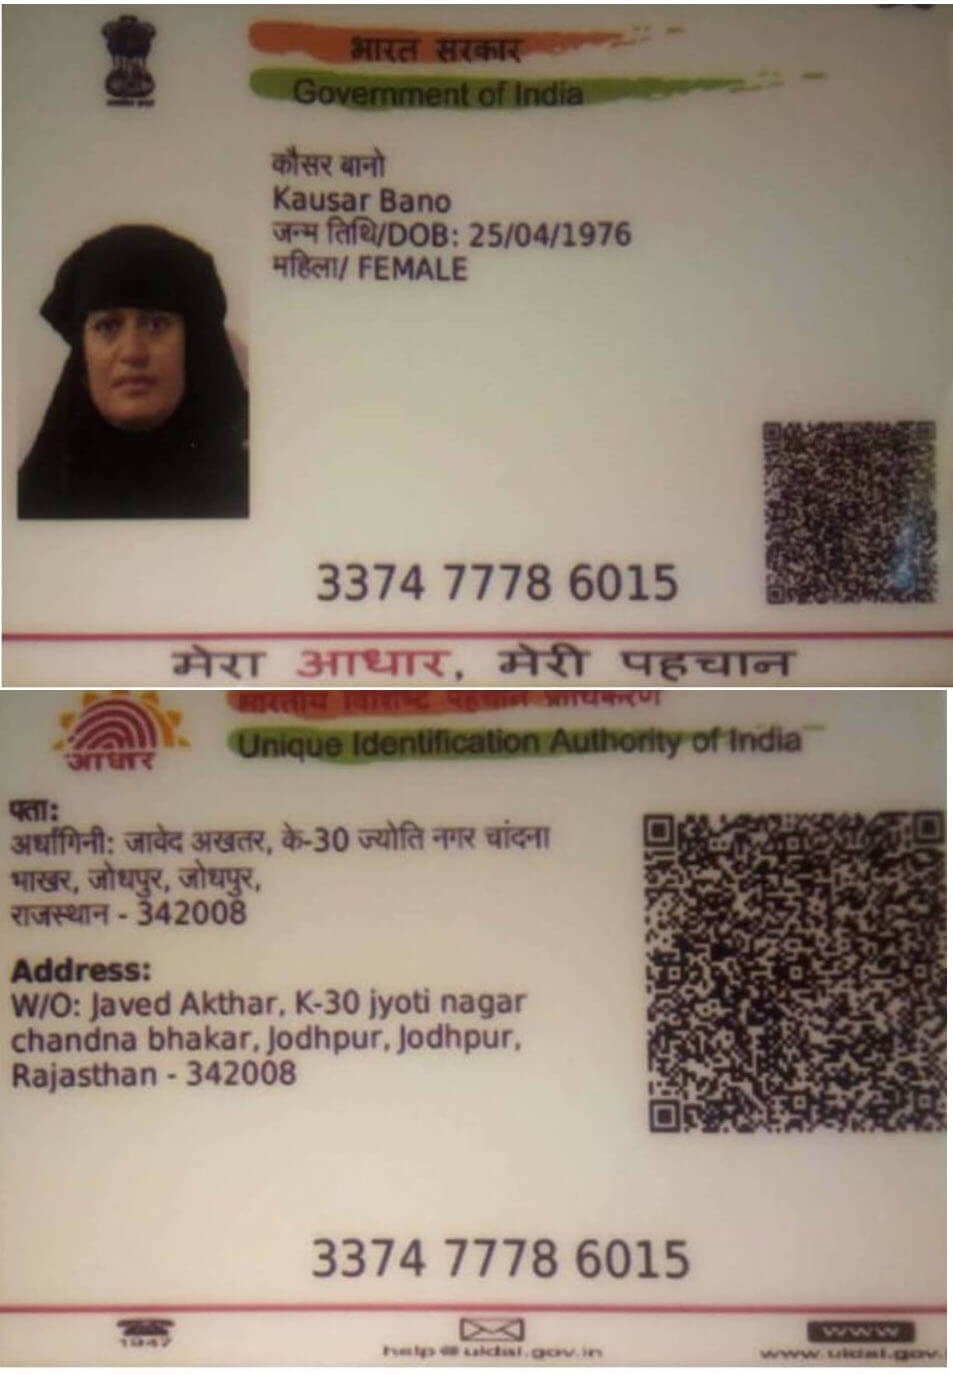 भारत सरकार
Government of India
कौसर बानो
Kausar Bano
जन्म तिथि/DOB: 25/04/1976
महिला/ FEMALE
3374 7778 6015
मेरा आधार, मेरी पहचान
भारतीय विशिष्ट पहचान प्राधिकरण
Unique Identification Authority of India
आधार
पता:
अर्धांगिनी: जावेद अखतर, के-30 ज्योति नगर चांदना
भाखर, जोधपुर, जोधपुर,
राजस्थान - 342008
Address:
W/O: Javed Akthar, K-30 jyoti nagar
chandna bhakar, Jodhpur, Jodhpur,
Rajasthan - 342008
3374 7778 6015
WWW
1947
help@uidai.gov.in
www.uidai.gov.